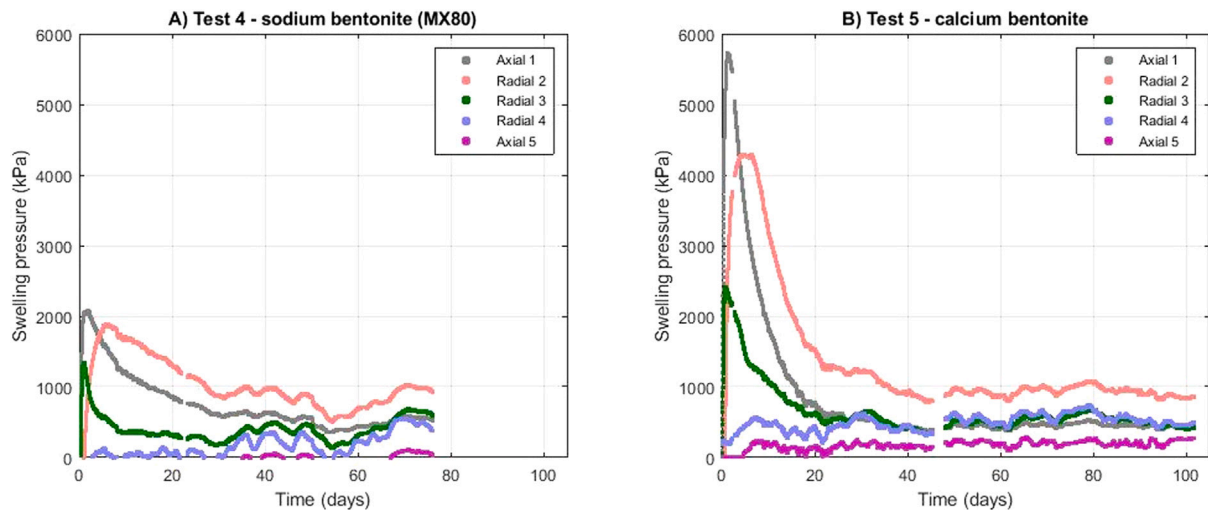 A) Test 4 - sodium bentonite (MX80)
6000
5000
4000
3000
2000
1000
0
Swelling pressure (kPa)
Axial 1
Radial 2
Radial 3
Radial 4
Axial 5
0 20 40 60 80 100
Time (days)
B) Test 5 - calcium bentonite
6000
5000
4000
3000
2000
1000
0
Swelling pressure (kPa)
Axial 1
Radial 2
Radial 3
Radial 4
Axial 5
0 20 40 60 80 100
Time (days)